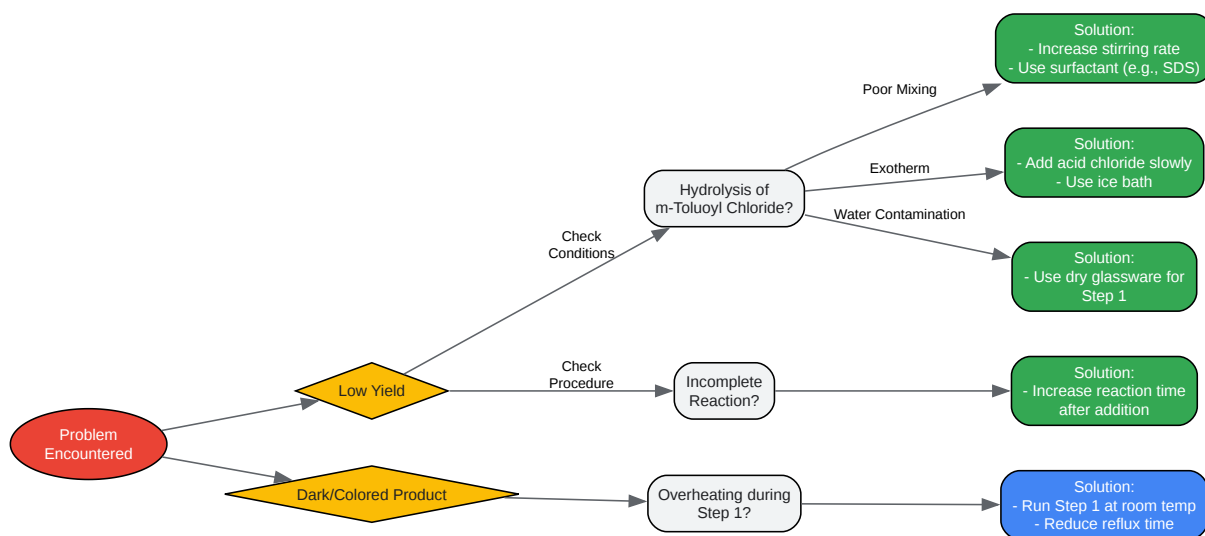 Problem
Encountered
Low Yield
Dark/Colored Product
Check
Conditions
Check
Procedure
Hydrolysis of
m-Toluoyl Chloride?
Incomplete
Reaction?
Overheating during
Step 1?
Poor Mixing
Exotherm
Water Contamination
Solution:
- Increase stirring rate
- Use surfactant (e.g., SDS)
Solution:
- Add acid chloride slowly
- Use ice bath
Solution:
- Use dry glassware for
Step 1
Solution:
- Increase reaction time
after addition
Solution:
- Run Step 1 at room temp
- Reduce reflux time